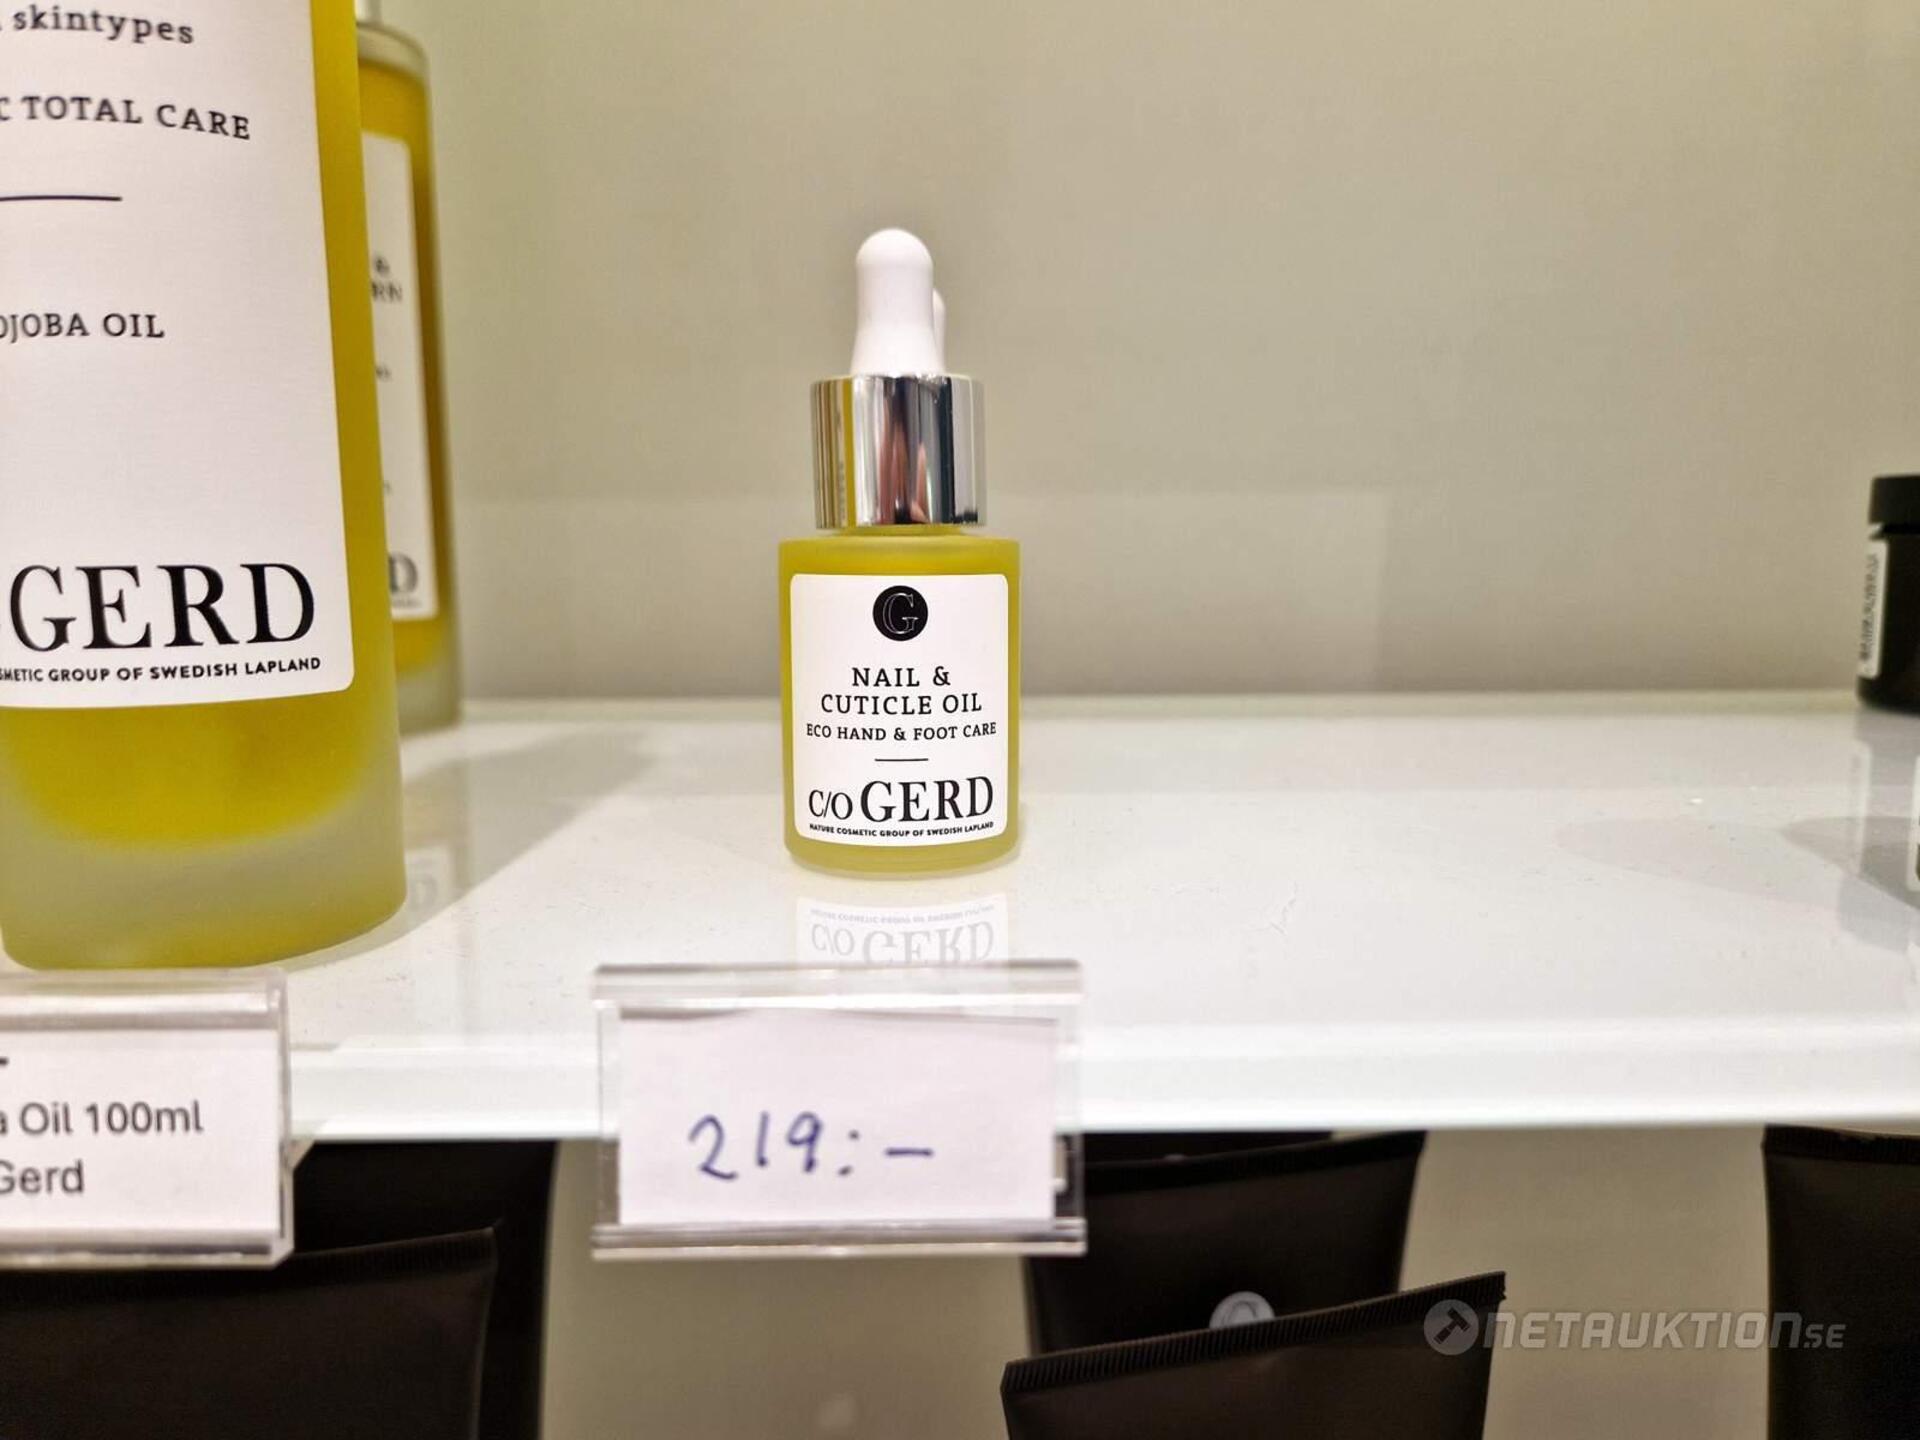 skintypes
TOTAL CARE
OJOBA OIL
GERD
SMETIC GROUP OF SWEDISH LAPLAND
RN
D
G
NAIL &
CUTICLE OIL
ECO HAND & FOOT CARE
C/O GERD
NATURE COSMETIC GROUP OF SWEDISH LAPLAND
a Oil 100ml
Gerd
219:-
NETAUKTION.SE